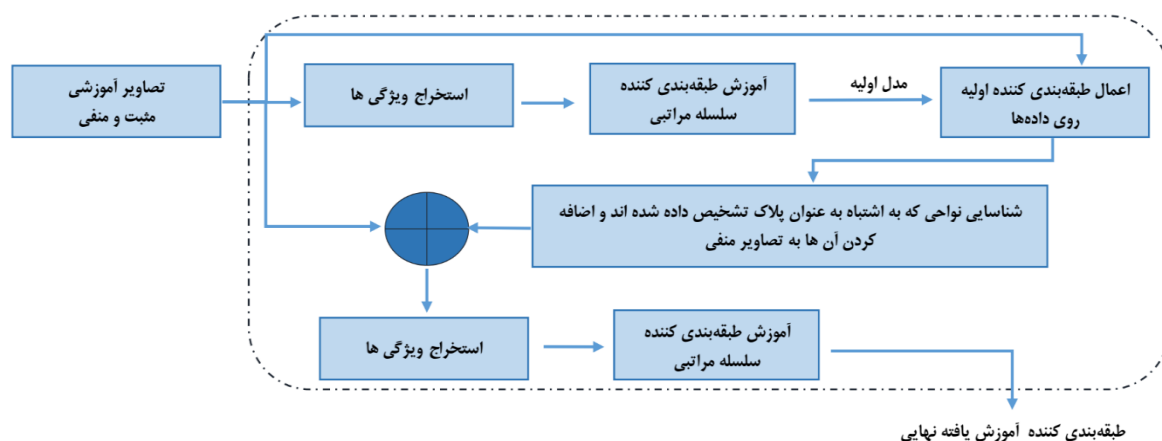 تصاویر آموزشی
مثبت و منفی
استخراج ویژگی ها
آموزش طبقه‌بندی کننده
سلسله مراتبی
مدل اولیه
اعمال طبقه‌بندی کننده اولیه
روی داده‌ها
شناسایی نواحی که به اشتباه به عنوان پلاک تشخیص داده شده اند و اضافه
کردن آن ها به تصاویر منفی
استخراج ویژگی ها
آموزش طبقه‌بندی کننده
سلسله مراتبی
طبقه‌بندی کننده آموزش یافته نهایی